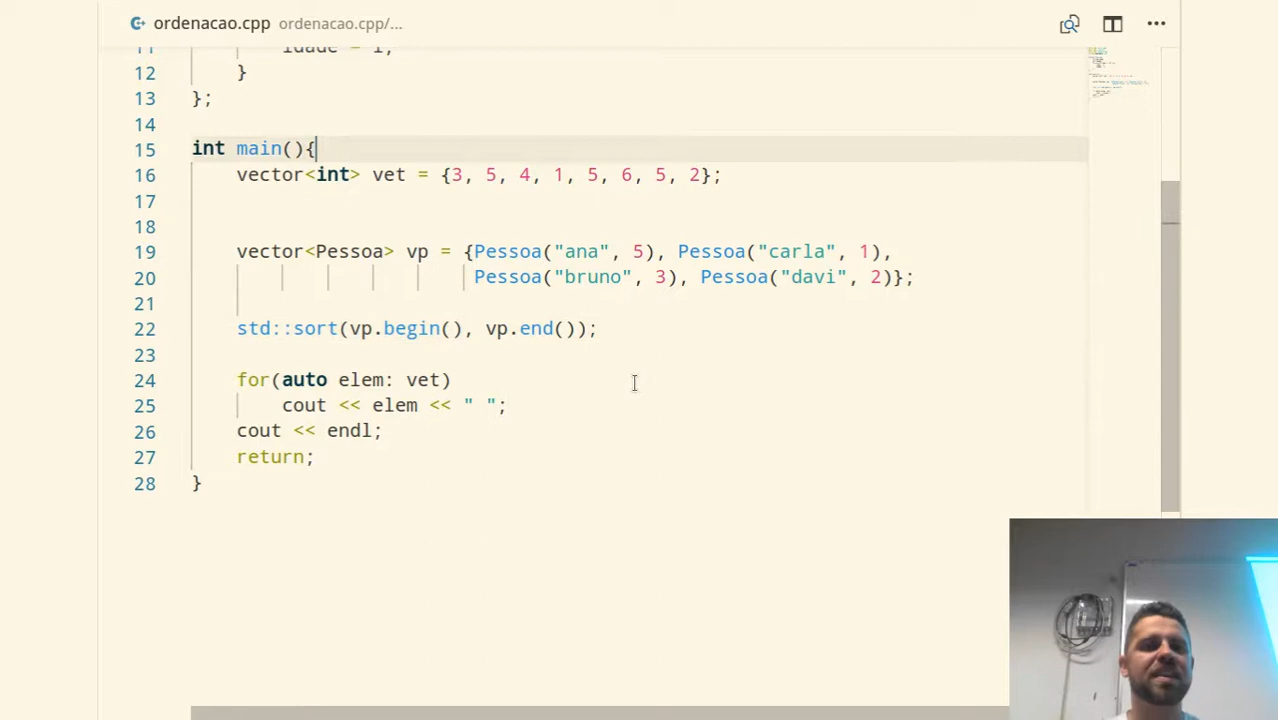 ordenacao.cpp ordenacao.cpp/...
11 idade = i;
12 }
13 };
14
15 int main(){
16 vector<int> vet = {3, 5, 4, 1, 5, 6, 5, 2};
17
18
19 vector<Pessoa> vp = {Pessoa("ana", 5), Pessoa("carla", 1),
20 Pessoa("bruno", 3), Pessoa("davi", 2)};
21
22 std::sort(vp.begin(), vp.end());
23
24 for(auto elem: vet)
25 cout << elem << " ";
26 cout << endl;
27 return;
28 }